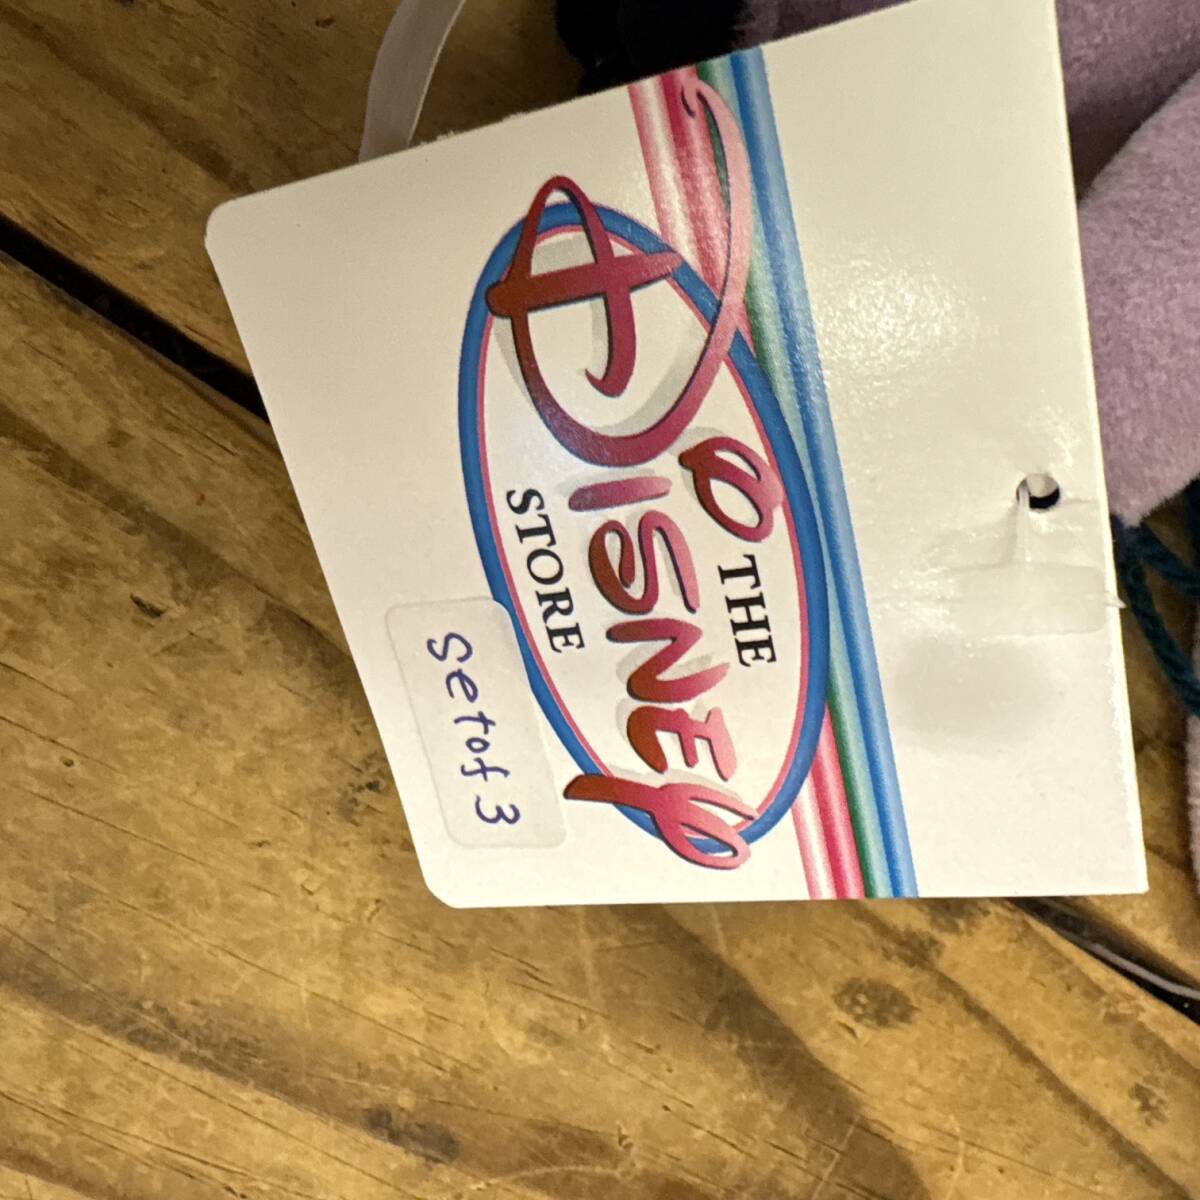 THE
DISNEY
STORE
Set of 3